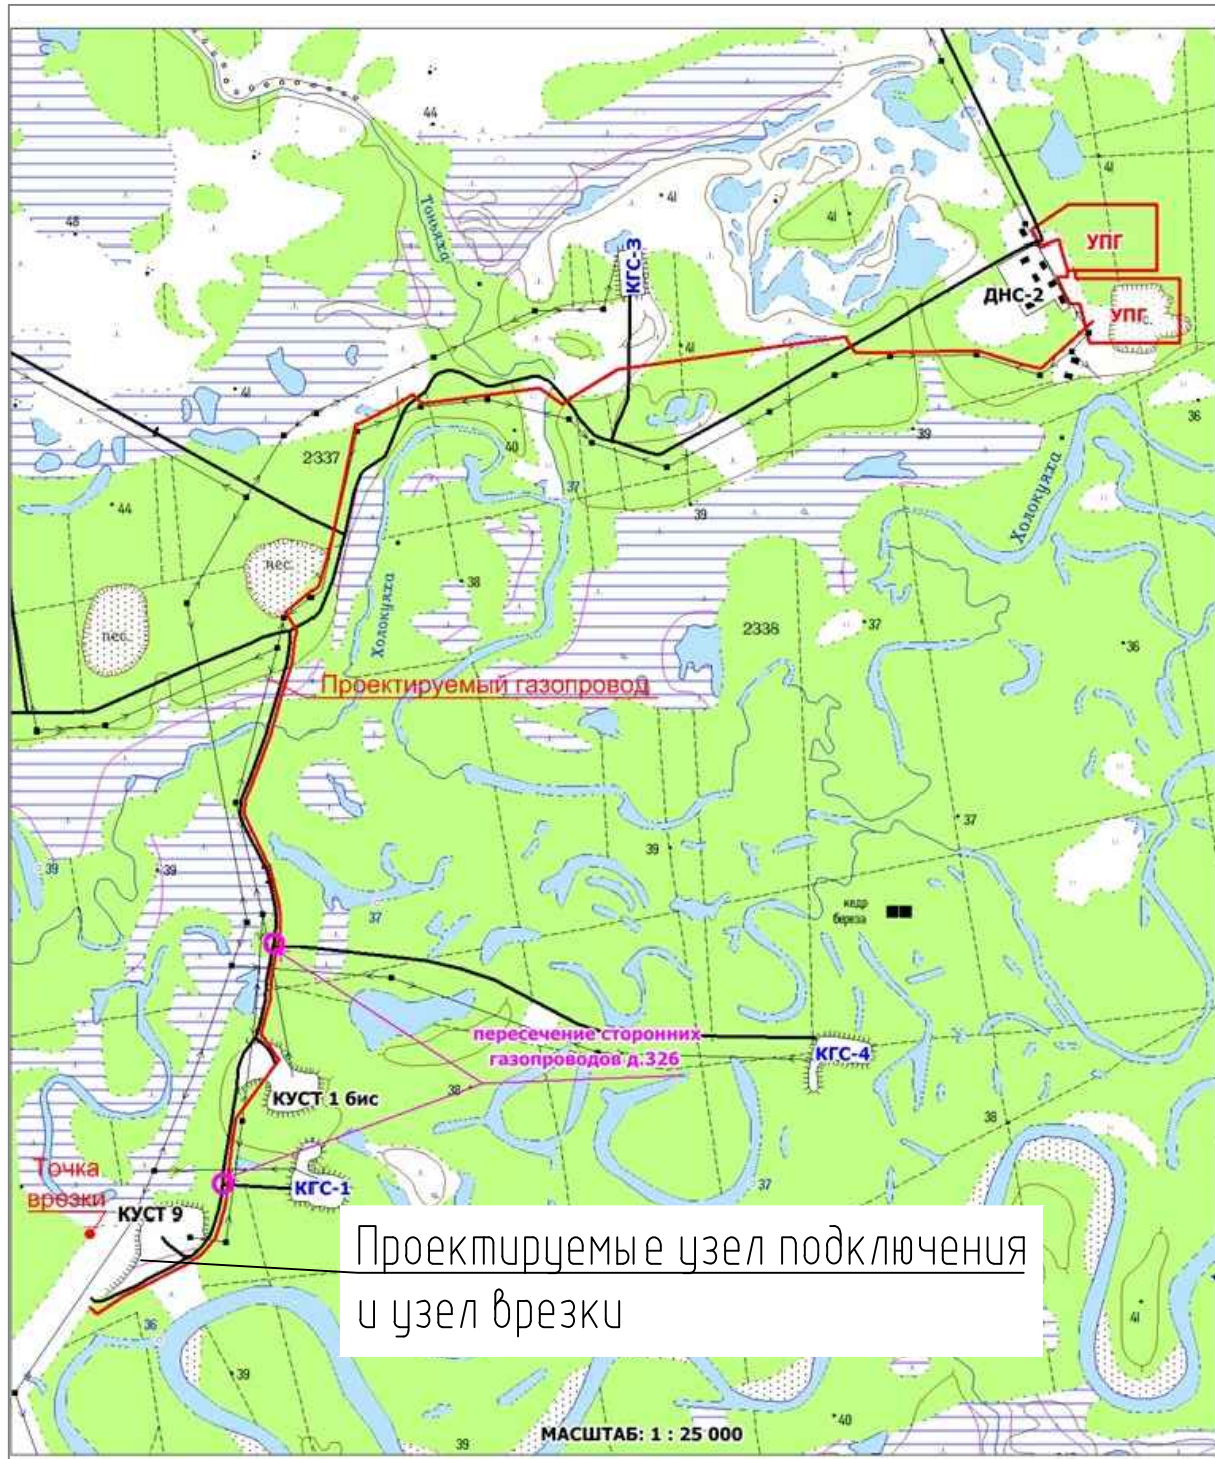 44
41
48
Тоньяха
41
41
КГС-3
УПГ
ДНС-2
УПГ
41
41
36
2337
40
39
44
37
39
Холокуяха
пес.
38
Холокуяха
пес.
2338
37
36
Проектируемый газопровод
37
39
39
39
37
кедр
береза
пересечение сторонних
газопроводов д.326
КГС-4
38
КУСТ 1 бис
38
Точка
врезки
КГС-1
37
КУСТ 9
Проектируемые узел подключения
и узел врезки
36
41
39
40
МАСШТАБ: 1 : 25 000
39